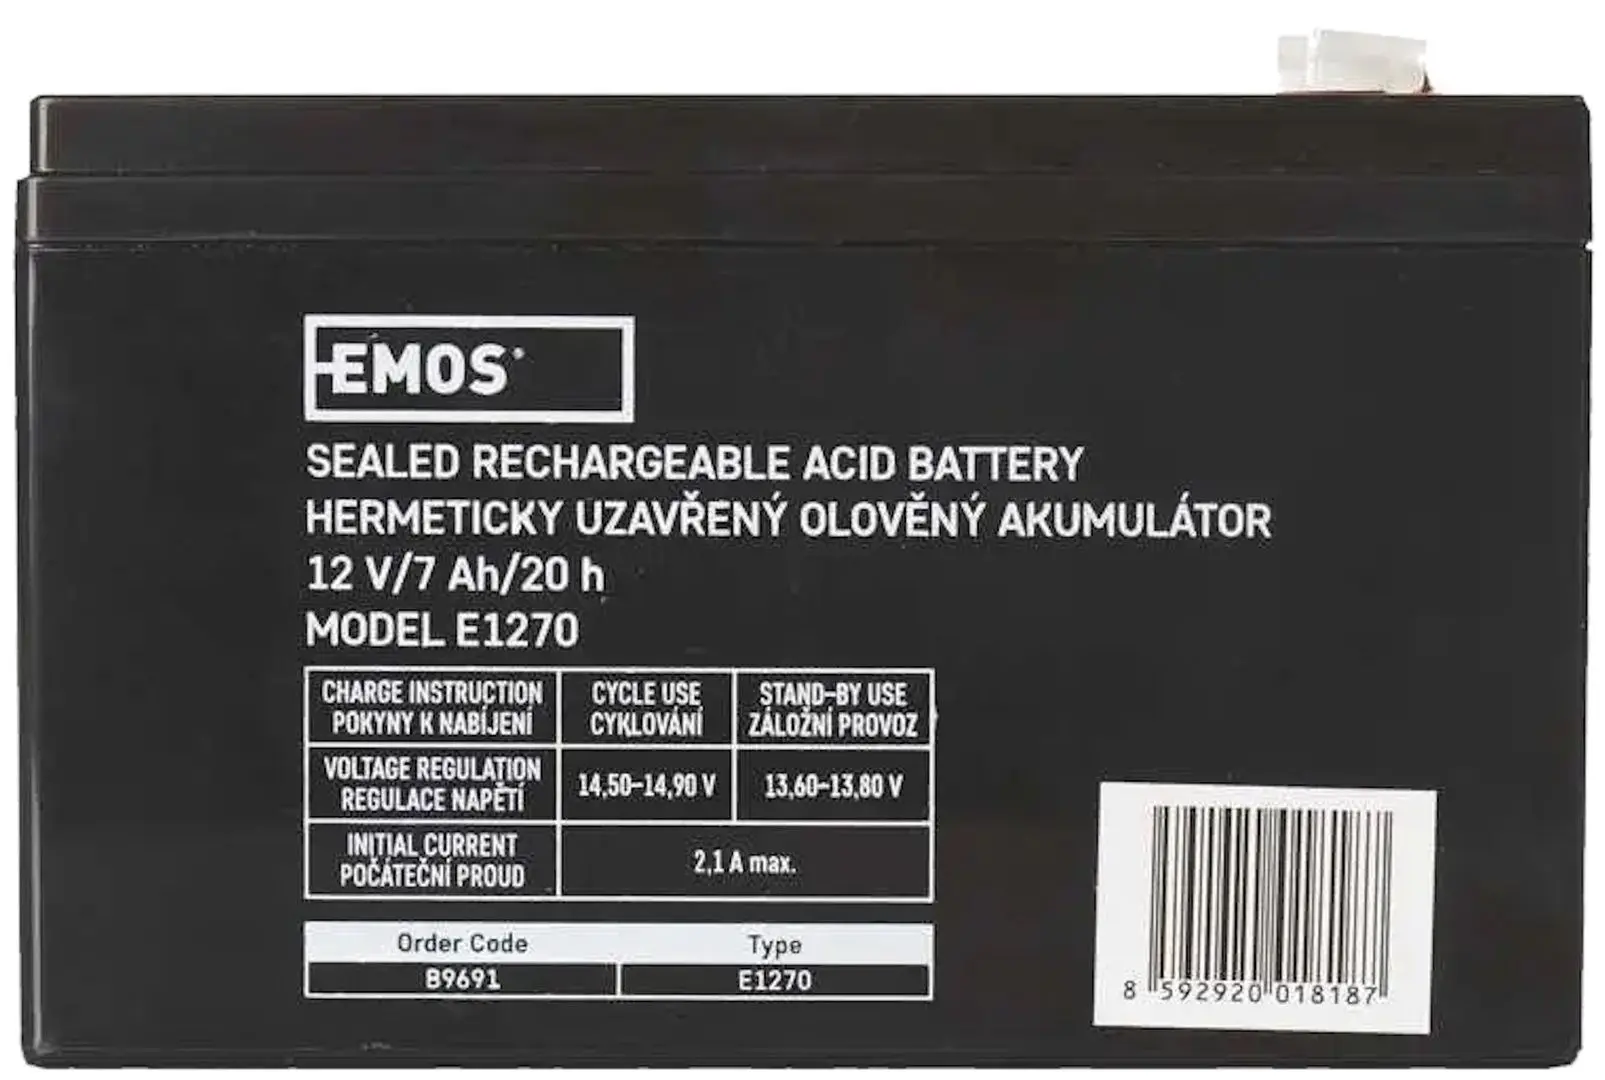 EMOS
SEALED RECHARGEABLE ACID BATTERY
HERMETICKY UZAVŘENÝ OLOVĚNÝ AKUMULÁTOR
12 V/7 Ah/20 h
MODEL E1270
CHARGE INSTRUCTION CYCLE USE STAND-BY USE
POKYNY K NABÍJENÍ CYKLOVÁNÍ ZÁLOŽNÍ PROVOZ
VOLTAGE REGULATION
REGULACE NAPĚTÍ 14,50–14,90 V 13,60–13,80 V
INITIAL CURRENT
POČÁTEČNÍ PROUD 2,1 A max.
Order Code Type
B9691 E1270
8 592920 018187